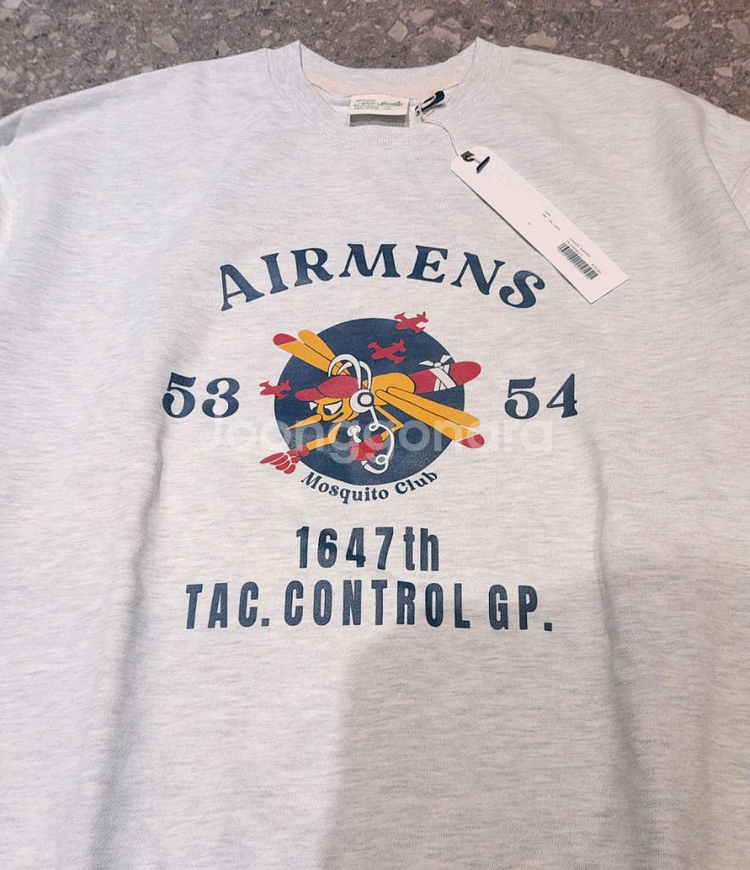 AIRMENS
53 54
joonggonara
Mosquito Club
1647th
TAC. CONTROL GP.